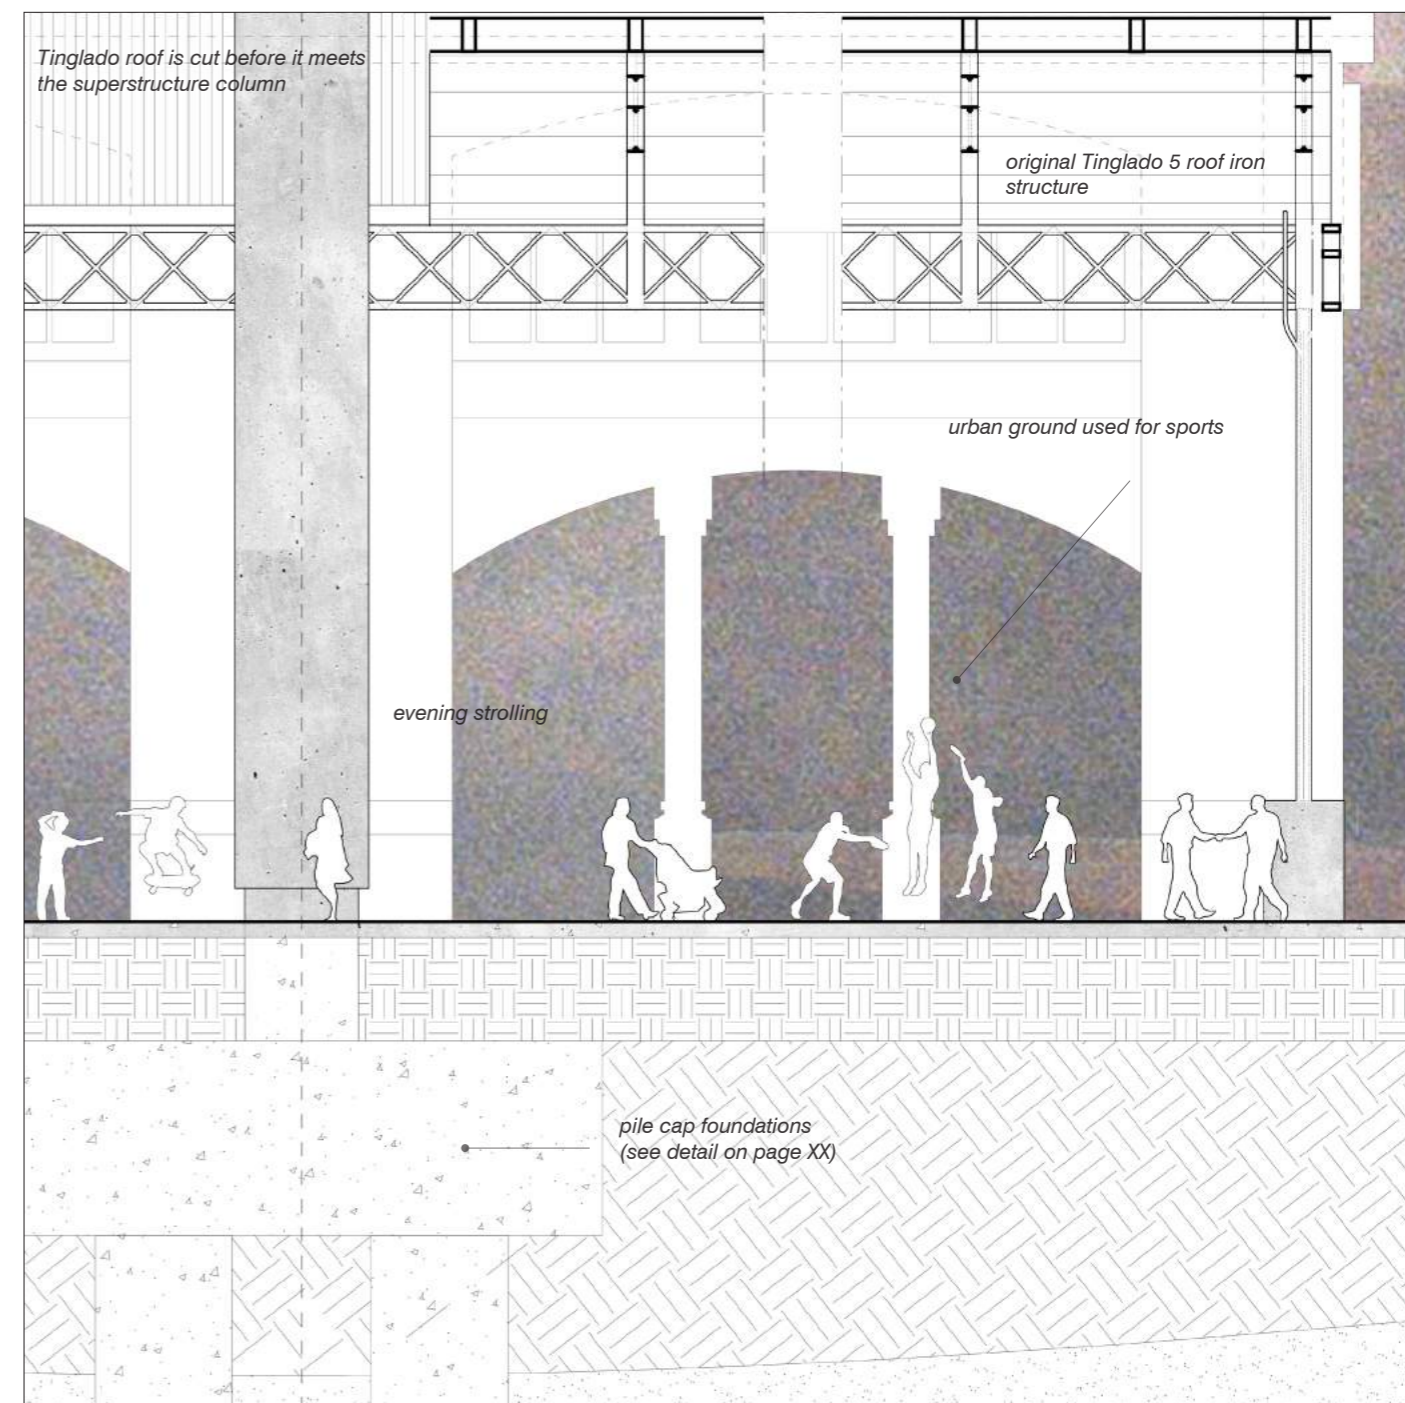 Tinglado roof is cut before it meets
the superstructure column
original Tinglado 5 roof iron
structure
urban ground used for sports
evening strolling
pile cap foundations
(see detail on page XX)